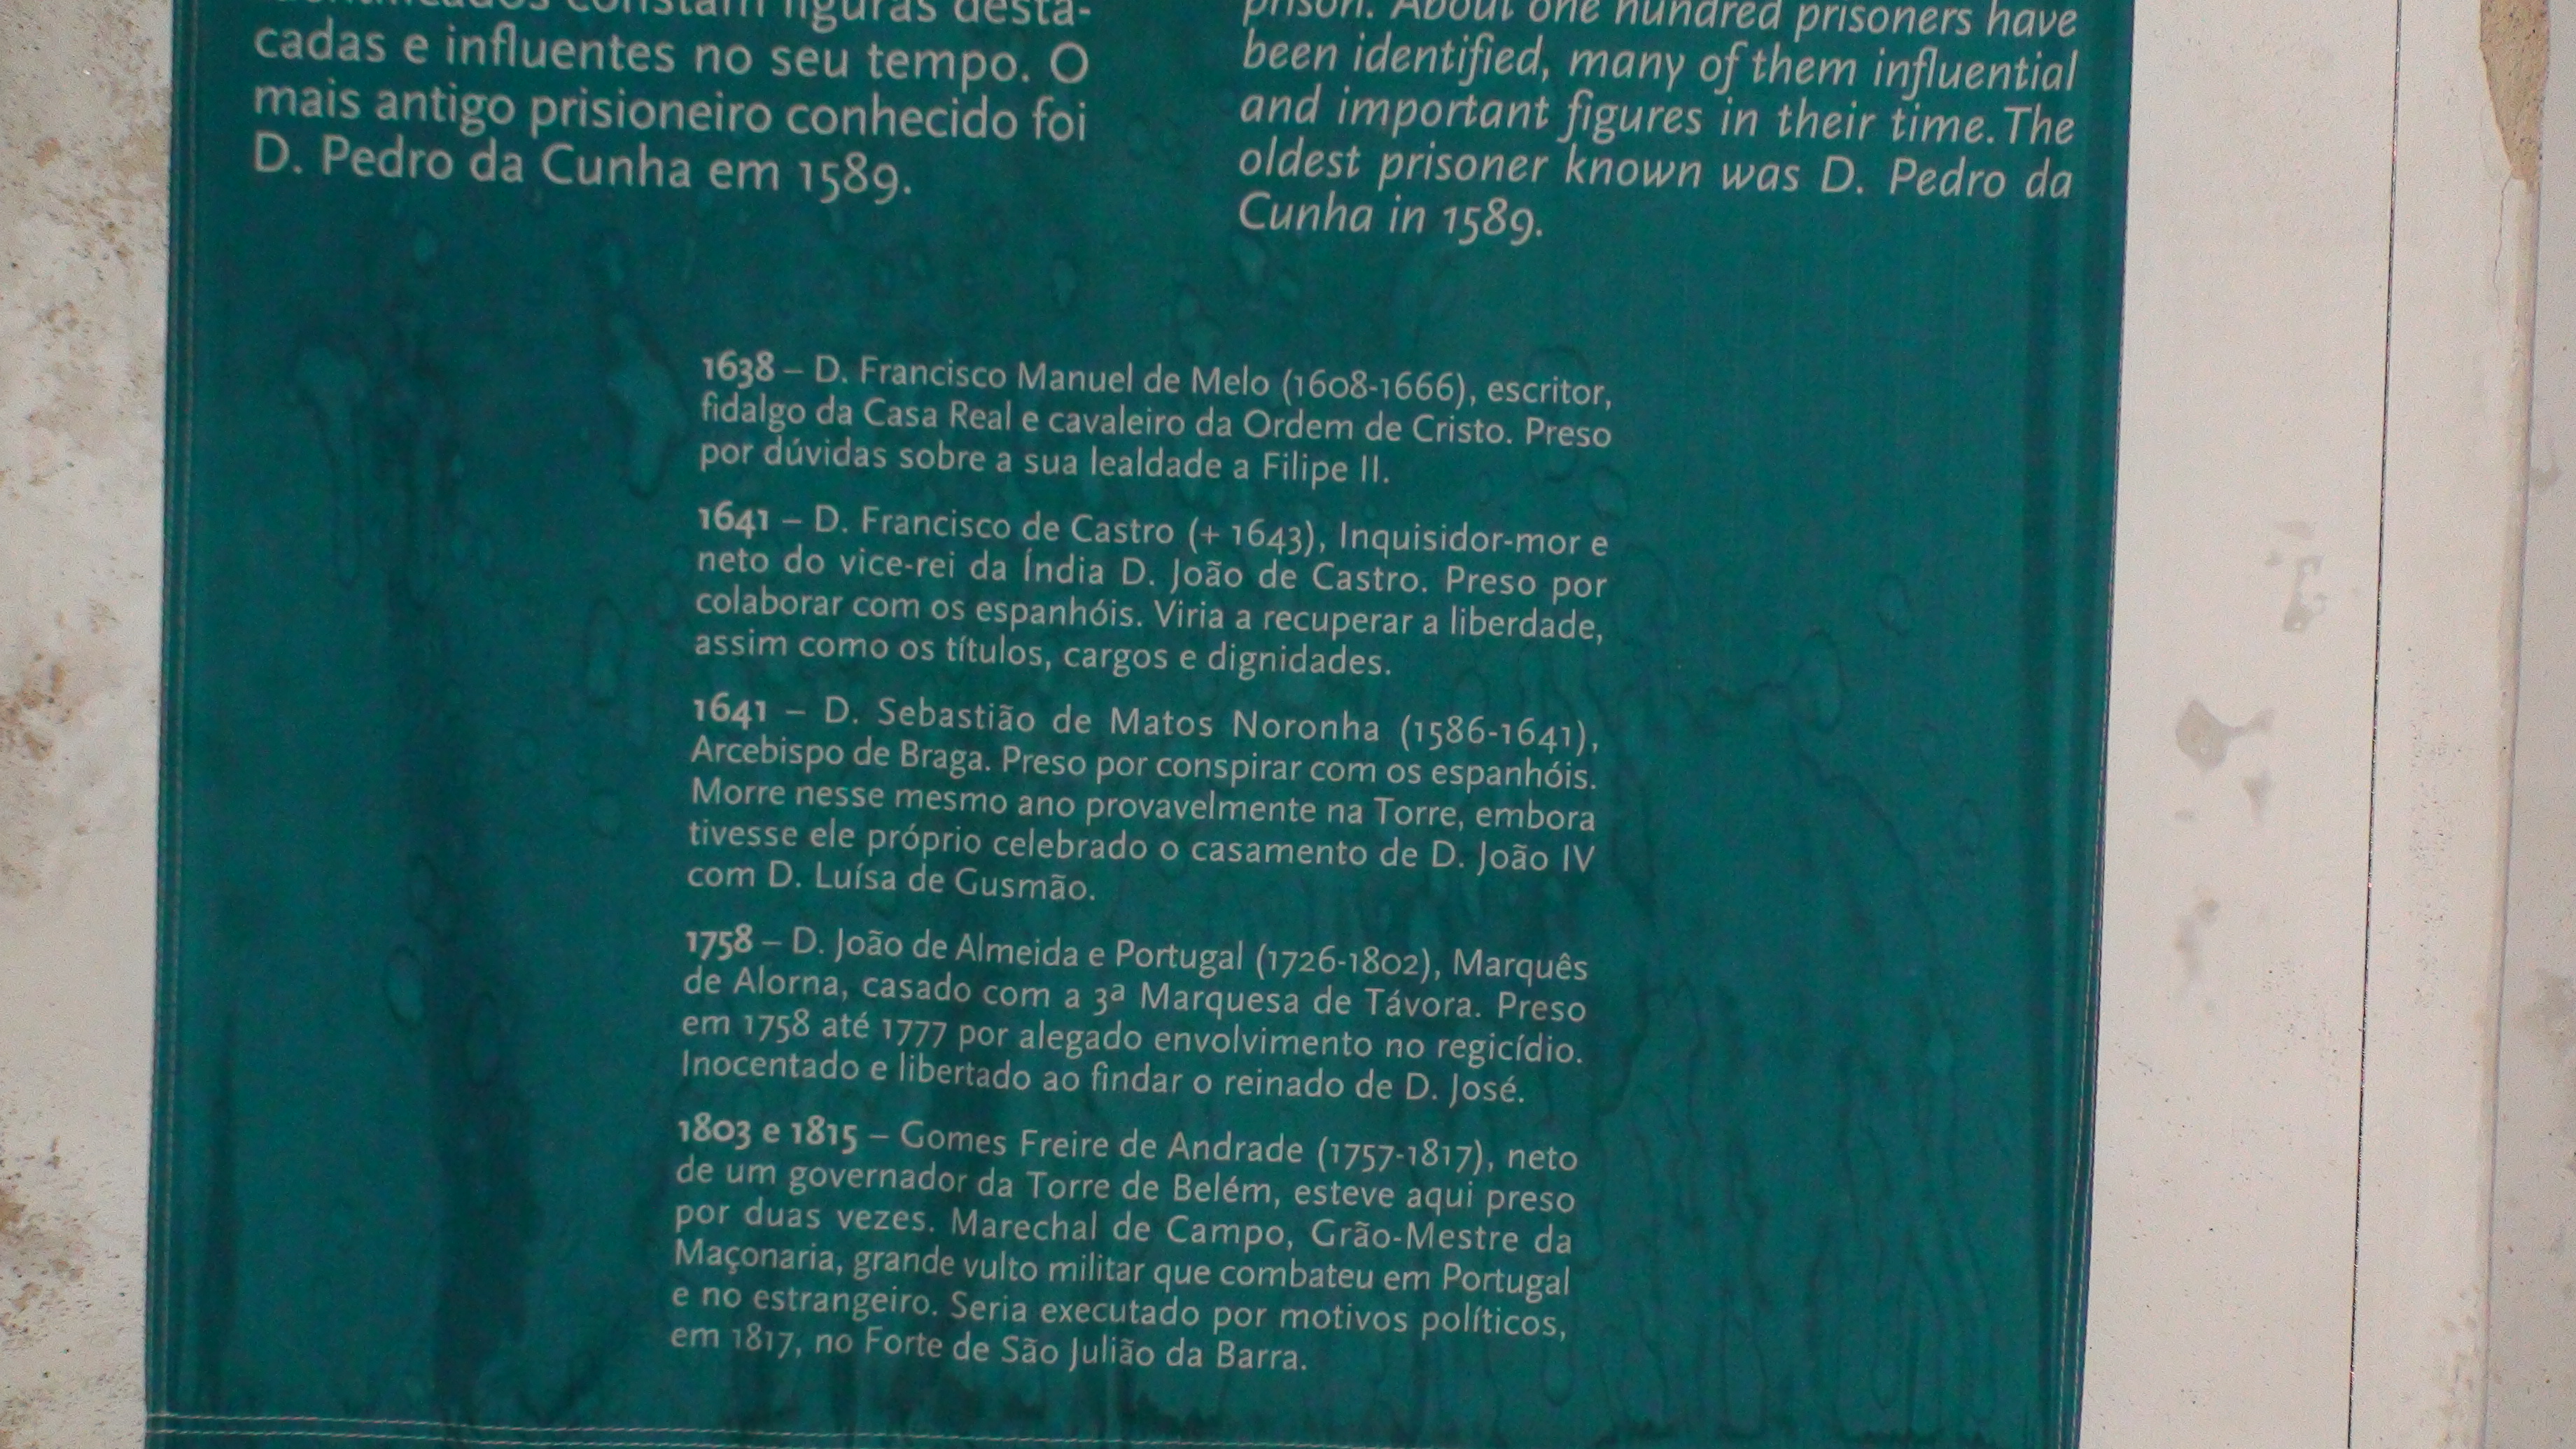 constam figuras desta-
cadas e influentes no seu tempo. O
mais antigo prisioneiro conhecido foi
D. Pedro da Cunha em 1589.
prison. About one hundred prisoners have
been identified, many of them influential
and important figures in their time. The
oldest prisoner known was D. Pedro da
Cunha in 1589.
1638 – D. Francisco Manuel de Melo (1608-1666), escritor,
fidalgo da Casa Real e cavaleiro da Ordem de Cristo. Preso
por dúvidas sobre a sua lealdade a Filipe II.
1641 – D. Francisco de Castro (+ 1643), Inquisidor-mor e
neto do vice-rei da Índia D. João de Castro. Preso por
colaborar com os espanhóis. Viria a recuperar a liberdade,
assim como os títulos, cargos e dignidades.
1641 – D. Sebastião de Matos Noronha (1586-1641),
Arcebispo de Braga. Preso por conspirar com os espanhóis.
Morre nesse mesmo ano provavelmente na Torre, embora
tivesse ele próprio celebrado o casamento de D. João IV
com D. Luísa de Gusmão.
1758 – D. João de Almeida e Portugal (1726-1802), Marquês
de Alorna, casado com a 3ª Marquesa de Távora. Preso
em 1758 até 1777 por alegado envolvimento no regicídio.
Inocentado e libertado ao findar o reinado de D. José.
1803 e 1815 – Gomes Freire de Andrade (1757-1817), neto
de um governador da Torre de Belém, esteve aqui preso
por duas vezes. Marechal de Campo, Grão-Mestre da
Maçonaria, grande vulto militar que combateu em Portugal
e no estrangeiro. Seria executado por motivos políticos,
em 1817, no Forte de São Julião da Barra.